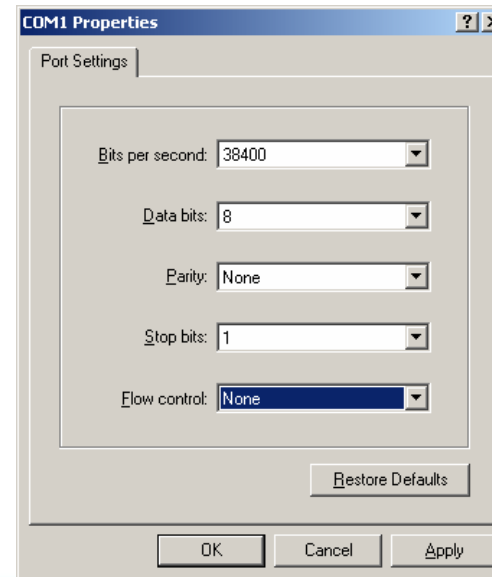 COM1 Properties
Port Settings
Bits per second: 38400
Data bits: 8
Parity: None
Stop bits: 1
Flow control: None
Restore Defaults
OK Cancel Apply